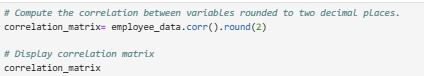 # Compute the correlation between variables rounded to two decimal places.
correlation_matrix= employee_data.corr().round(2)
# Display correlation matrix
correlation_matrix